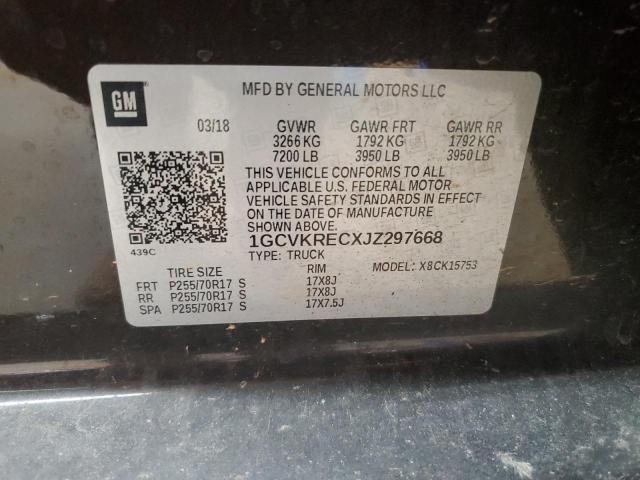 GM
MFD BY GENERAL MOTORS LLC
03/18 GVWR GAWR FRT GAWR RR
3266 KG 1792 KG 1792 KG
7200 LB 3950 LB 3950 LB
THIS VEHICLE CONFORMS TO ALL
APPLICABLE U.S. FEDERAL MOTOR
VEHICLE SAFETY STANDARDS IN EFFECT
ON THE DATE OF MANUFACTURE
SHOWN ABOVE.
439C
1GCVKRECXJZ297668
TYPE: TRUCK MODEL: X8CK15753
TIRE SIZE RIM
FRT P255/70R17 S 17X8J
RR P255/70R17 S 17X8J
SPA P255/70R17 S 17X7.5J